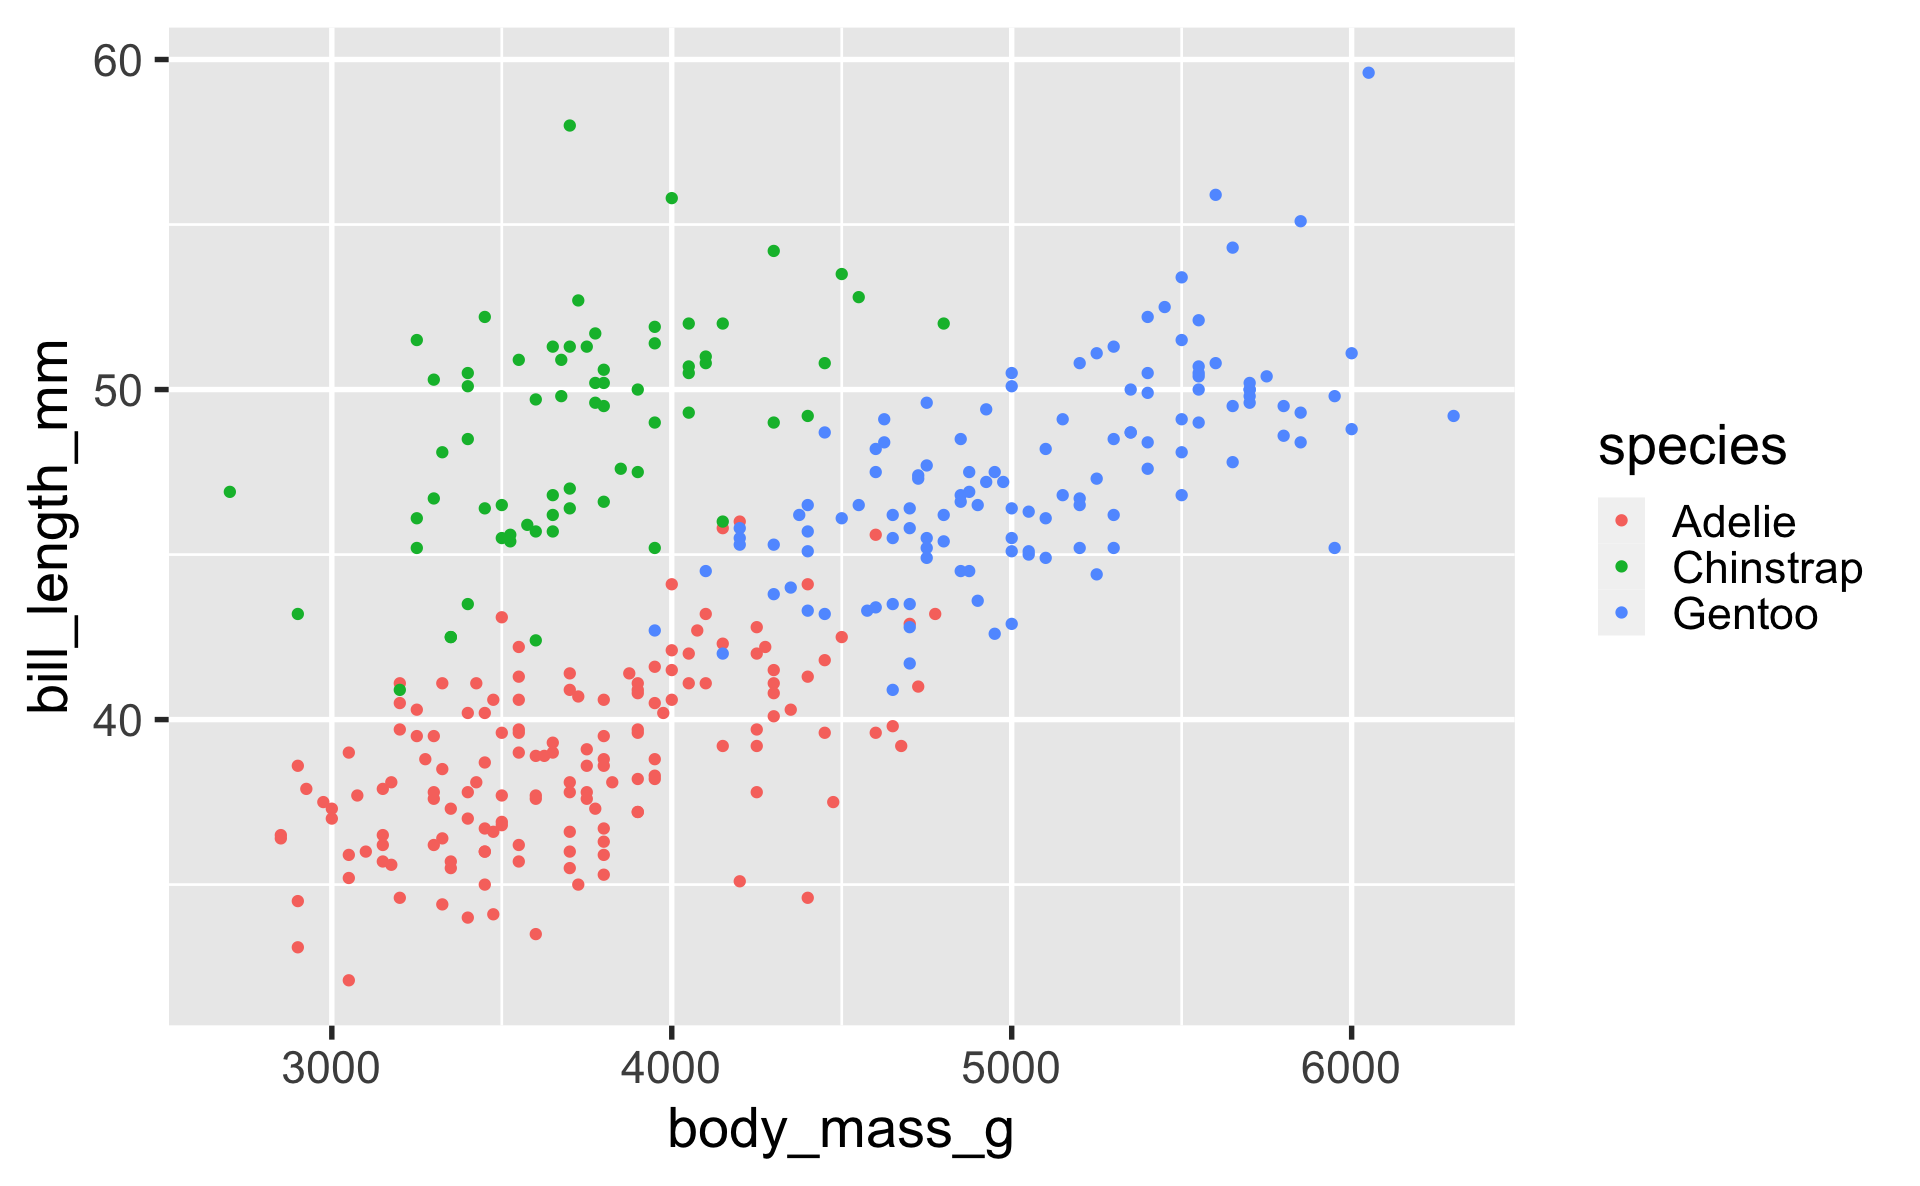 60
50
40
bill_length_mm
3000 4000 5000 6000
body_mass_g
species
Adelie
Chinstrap
Gentoo